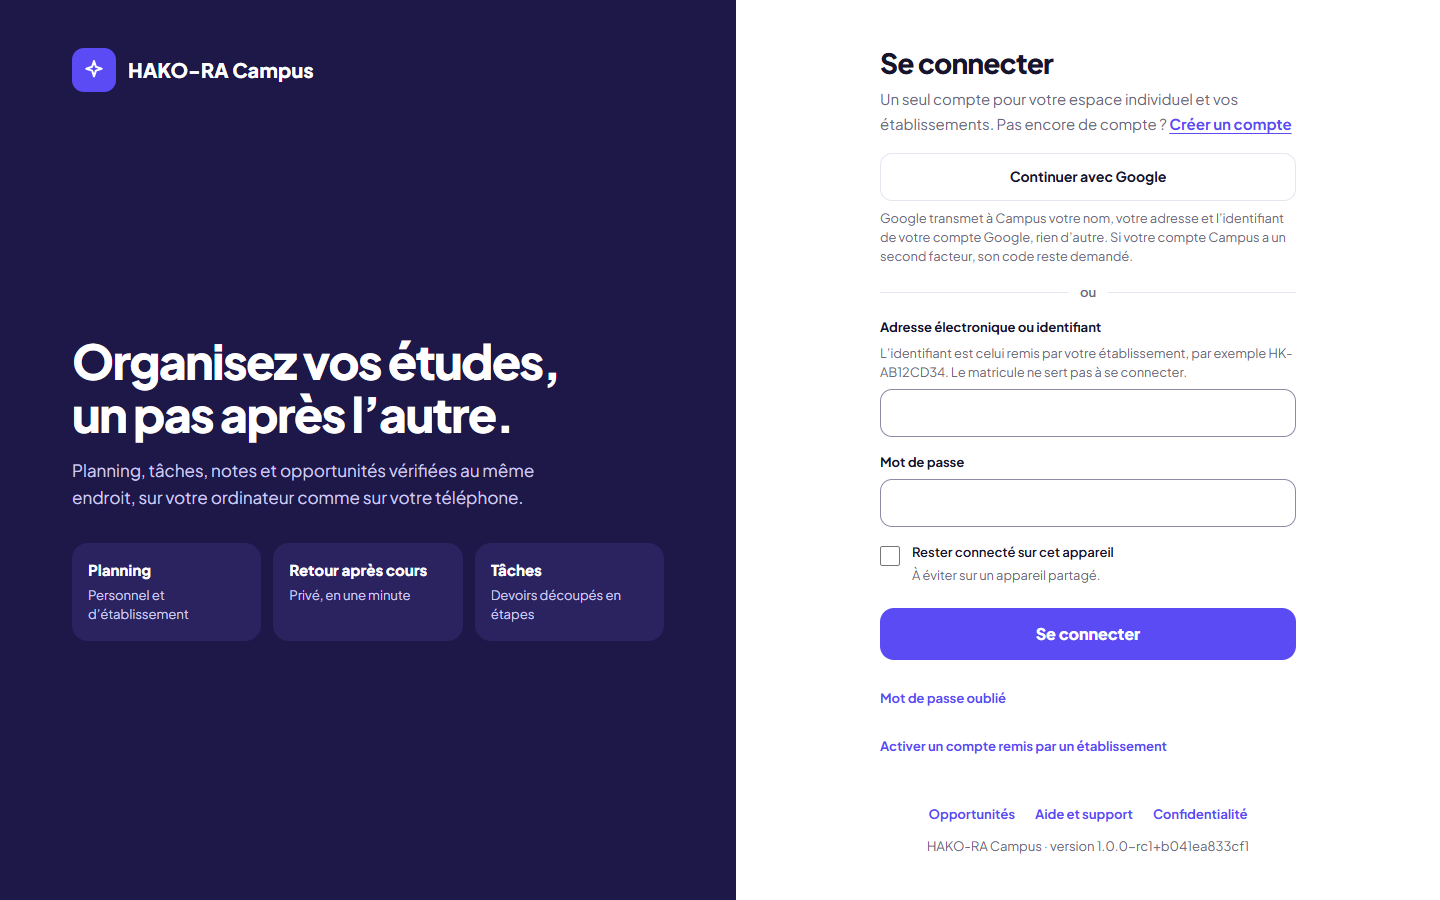 HAKO-RA Campus
Organisez vos études,
un pas après l’autre.
Planning, tâches, notes et opportunités vérifiées au même
endroit, sur votre ordinateur comme sur votre téléphone.
Planning
Personnel et
d’établissement
Retour après cours
Privé, en une minute
Tâches
Devoirs découpés en
étapes
Se connecter
Un seul compte pour votre espace individuel et vos
établissements. Pas encore de compte ? Créer un compte
Continuer avec Google
Google transmet à Campus votre nom, votre adresse et l’identifiant
de votre compte Google, rien d’autre. Si votre compte Campus a un
second facteur, son code reste demandé.
ou
Adresse électronique ou identifiant
L’identifiant est celui remis par votre établissement, par exemple HK-
AB12CD34. Le matricule ne sert pas à se connecter.
Mot de passe
Rester connecté sur cet appareil
À éviter sur un appareil partagé.
Se connecter
Mot de passe oublié
Activer un compte remis par un établissement
Opportunités Aide et support Confidentialité
HAKO-RA Campus · version 1.0.0-rc1+b041ea833cf1